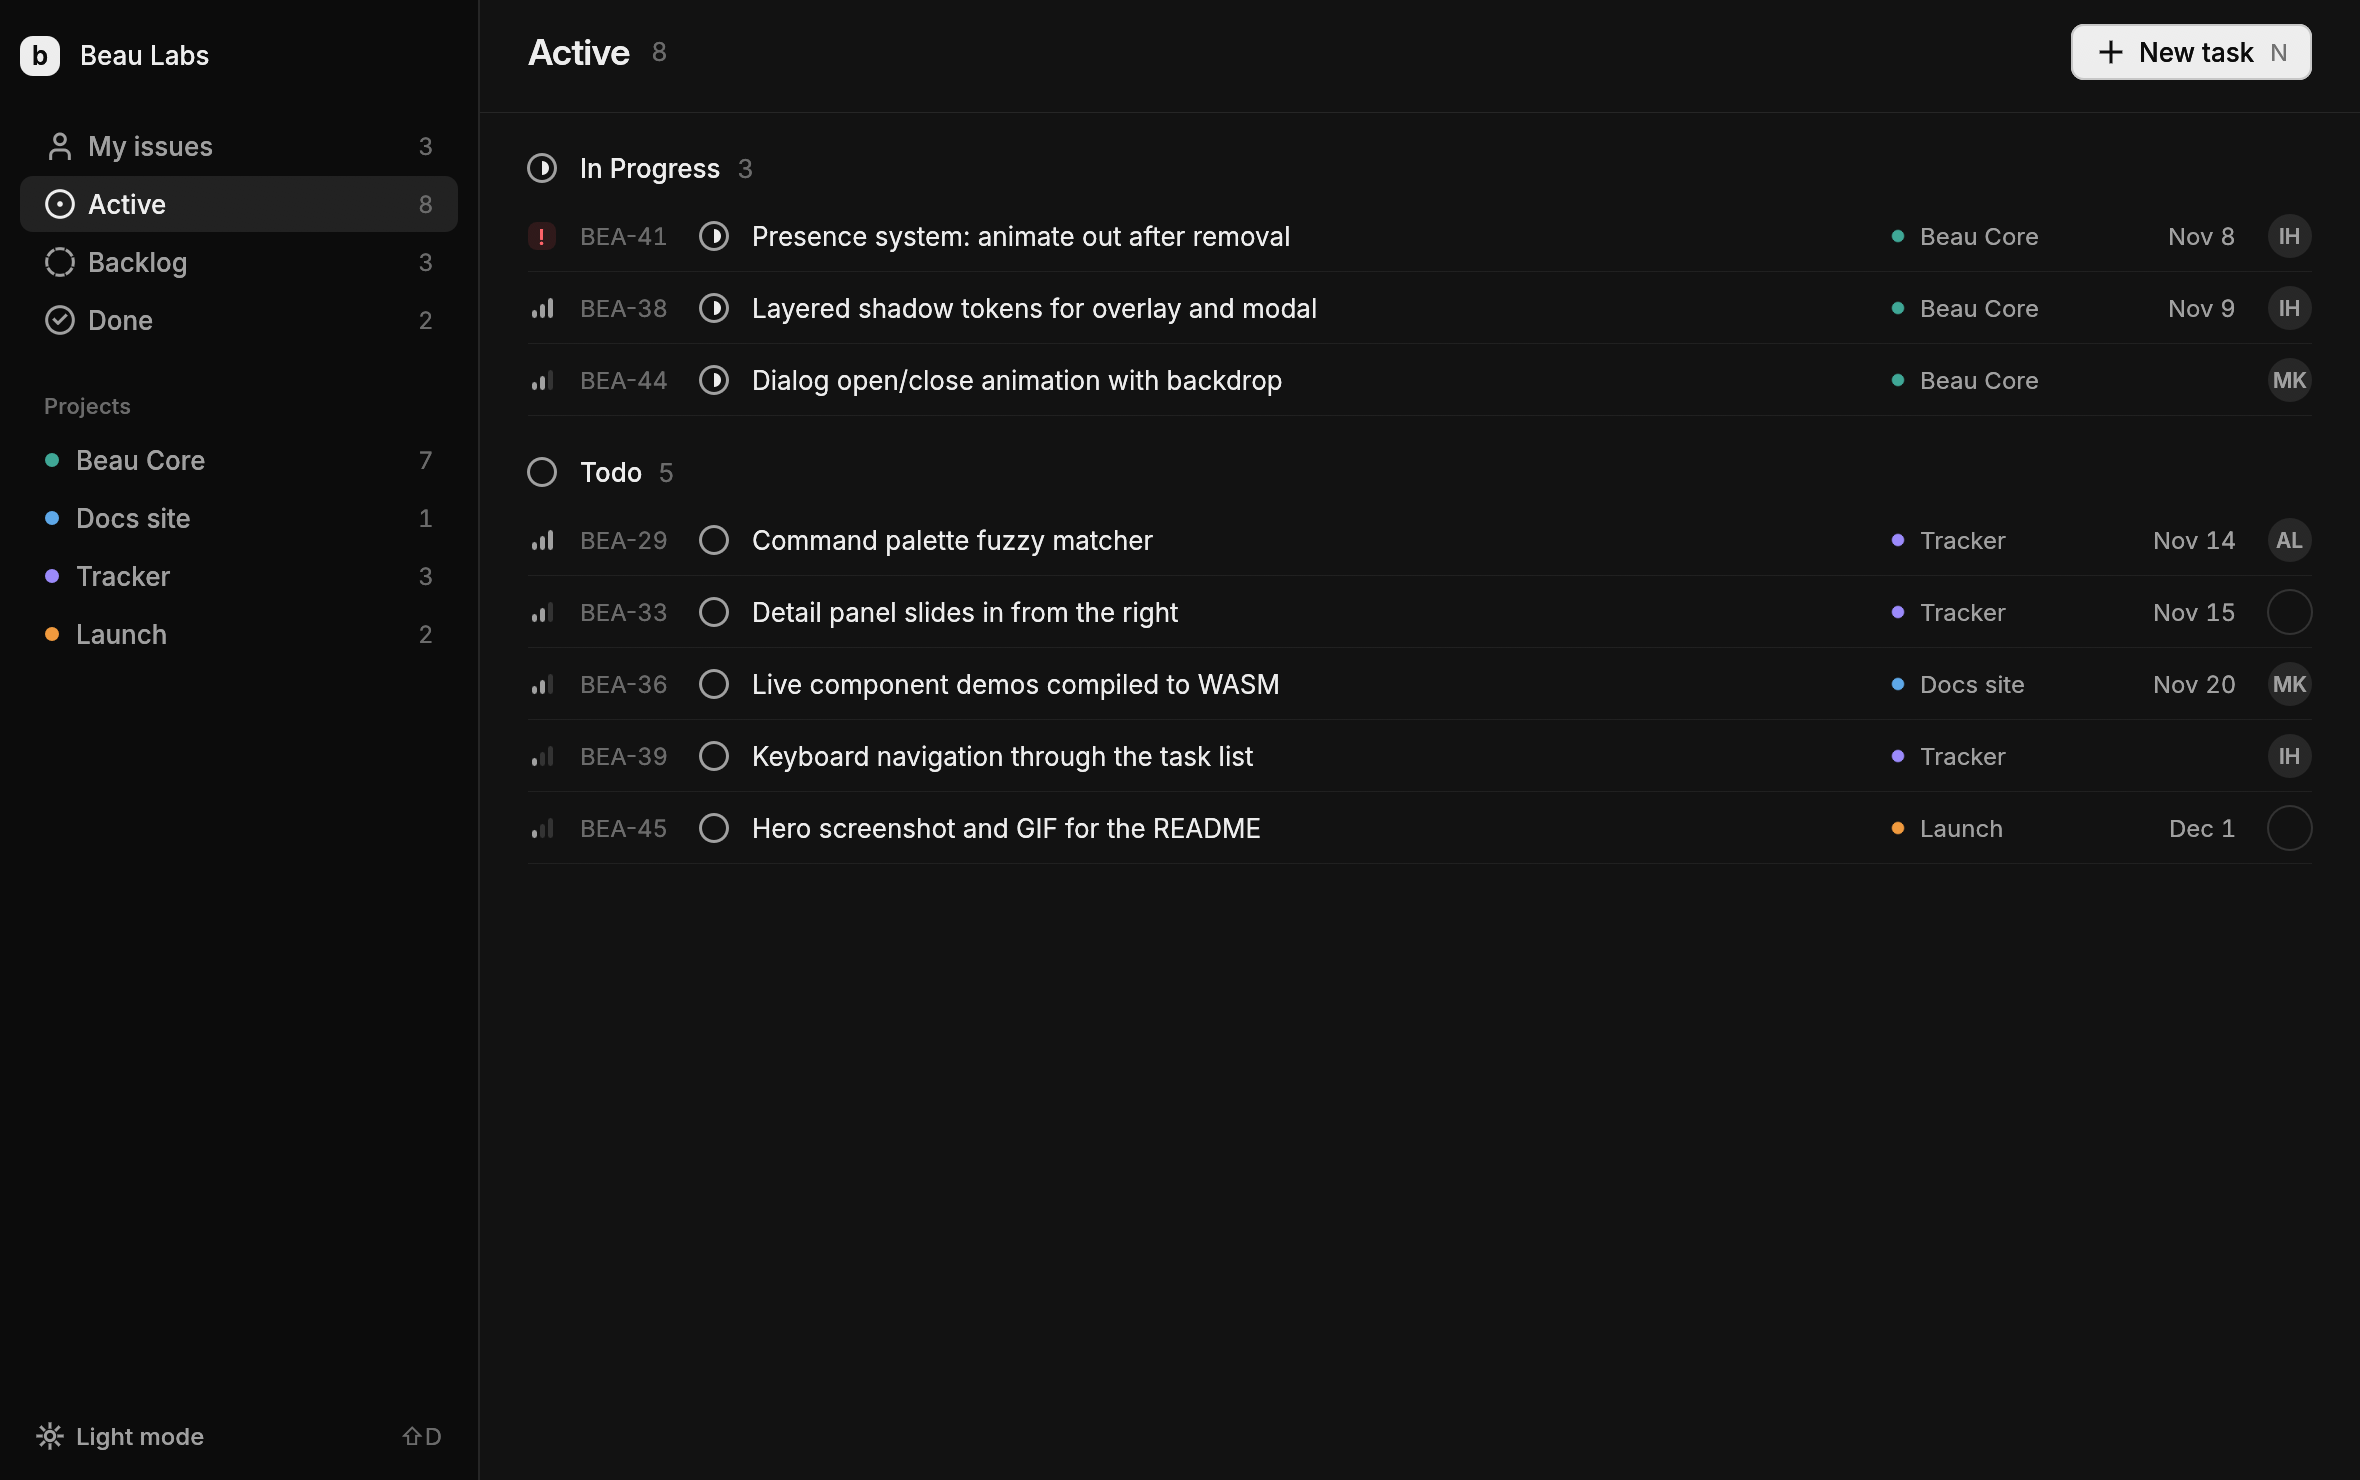 b Beau Labs
My issues 3
Active 8
Backlog 3
Done 2
Projects
Beau Core 7
Docs site 1
Tracker 3
Launch 2
Light mode ⇧D
Active 8
New task N
In Progress 3
! BEA-41 Presence system: animate out after removal Beau Core Nov 8 IH
BEA-38 Layered shadow tokens for overlay and modal Beau Core Nov 9 IH
BEA-44 Dialog open/close animation with backdrop Beau Core MK
Todo 5
BEA-29 Command palette fuzzy matcher Tracker Nov 14 AL
BEA-33 Detail panel slides in from the right Tracker Nov 15
BEA-36 Live component demos compiled to WASM Docs site Nov 20 MK
BEA-39 Keyboard navigation through the task list Tracker IH
BEA-45 Hero screenshot and GIF for the README Launch Dec 1